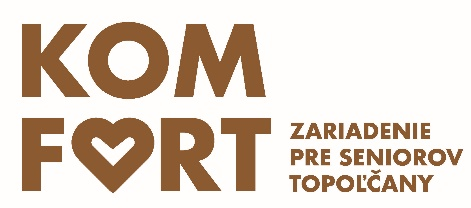 KOM
FORT
ZARIADENIE
PRE SENIOROV
TOPOĽČANY